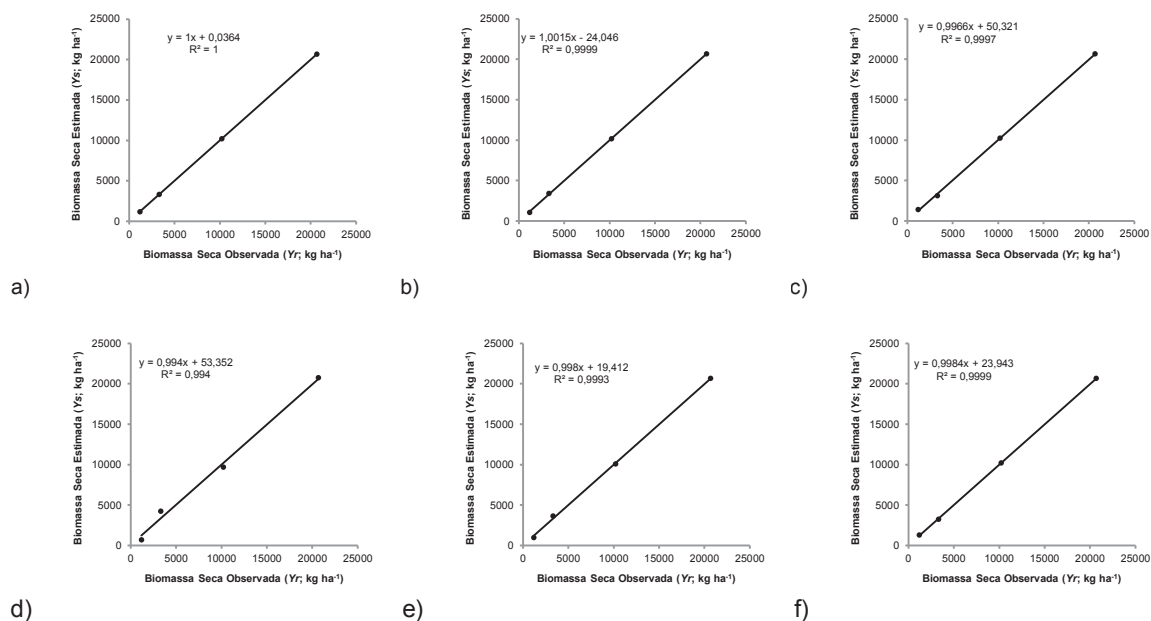 25000
20000
15000
10000
5000
0
Biomassa Seca Estimada (Ys; kg ha⁻¹)
y = 1x + 0,0364
R² = 1
0 5000 10000 15000 20000 25000
Biomassa Seca Observada (Yr; kg ha⁻¹)
a)
25000
20000
15000
10000
5000
0
Biomassa Seca Estimada (Ys; kg ha⁻¹)
y = 1,0015x - 24,046
R² = 0,9999
0 5000 10000 15000 20000 25000
Biomassa Seca Observada (Yr; kg ha⁻¹)
b)
25000
20000
15000
10000
5000
0
Biomassa Seca Estimada (Ys; kg ha⁻¹)
y = 0,9966x + 50,321
R² = 0,9997
0 5000 10000 15000 20000 25000
Biomassa Seca Observada (Yr; kg ha⁻¹)
c)
25000
20000
15000
10000
5000
0
Biomassa Seca Estimada (Ys; kg ha⁻¹)
y = 0,994x + 53,352
R² = 0,994
0 5000 10000 15000 20000 25000
Biomassa Seca Observada (Yr; kg ha⁻¹)
d)
25000
20000
15000
10000
5000
0
Biomassa Seca Estimada (Ys; kg ha⁻¹)
y = 0,998x + 19,412
R² = 0,9993
0 5000 10000 15000 20000 25000
Biomassa Seca Observada (Yr; kg ha⁻¹)
e)
25000
20000
15000
10000
5000
0
Biomassa Seca Estimada (Ys; kg ha⁻¹)
y = 0,9984x + 23,943
R² = 0,9999
0 5000 10000 15000 20000 25000
Biomassa Seca Observada (Yr; kg ha⁻¹)
f)